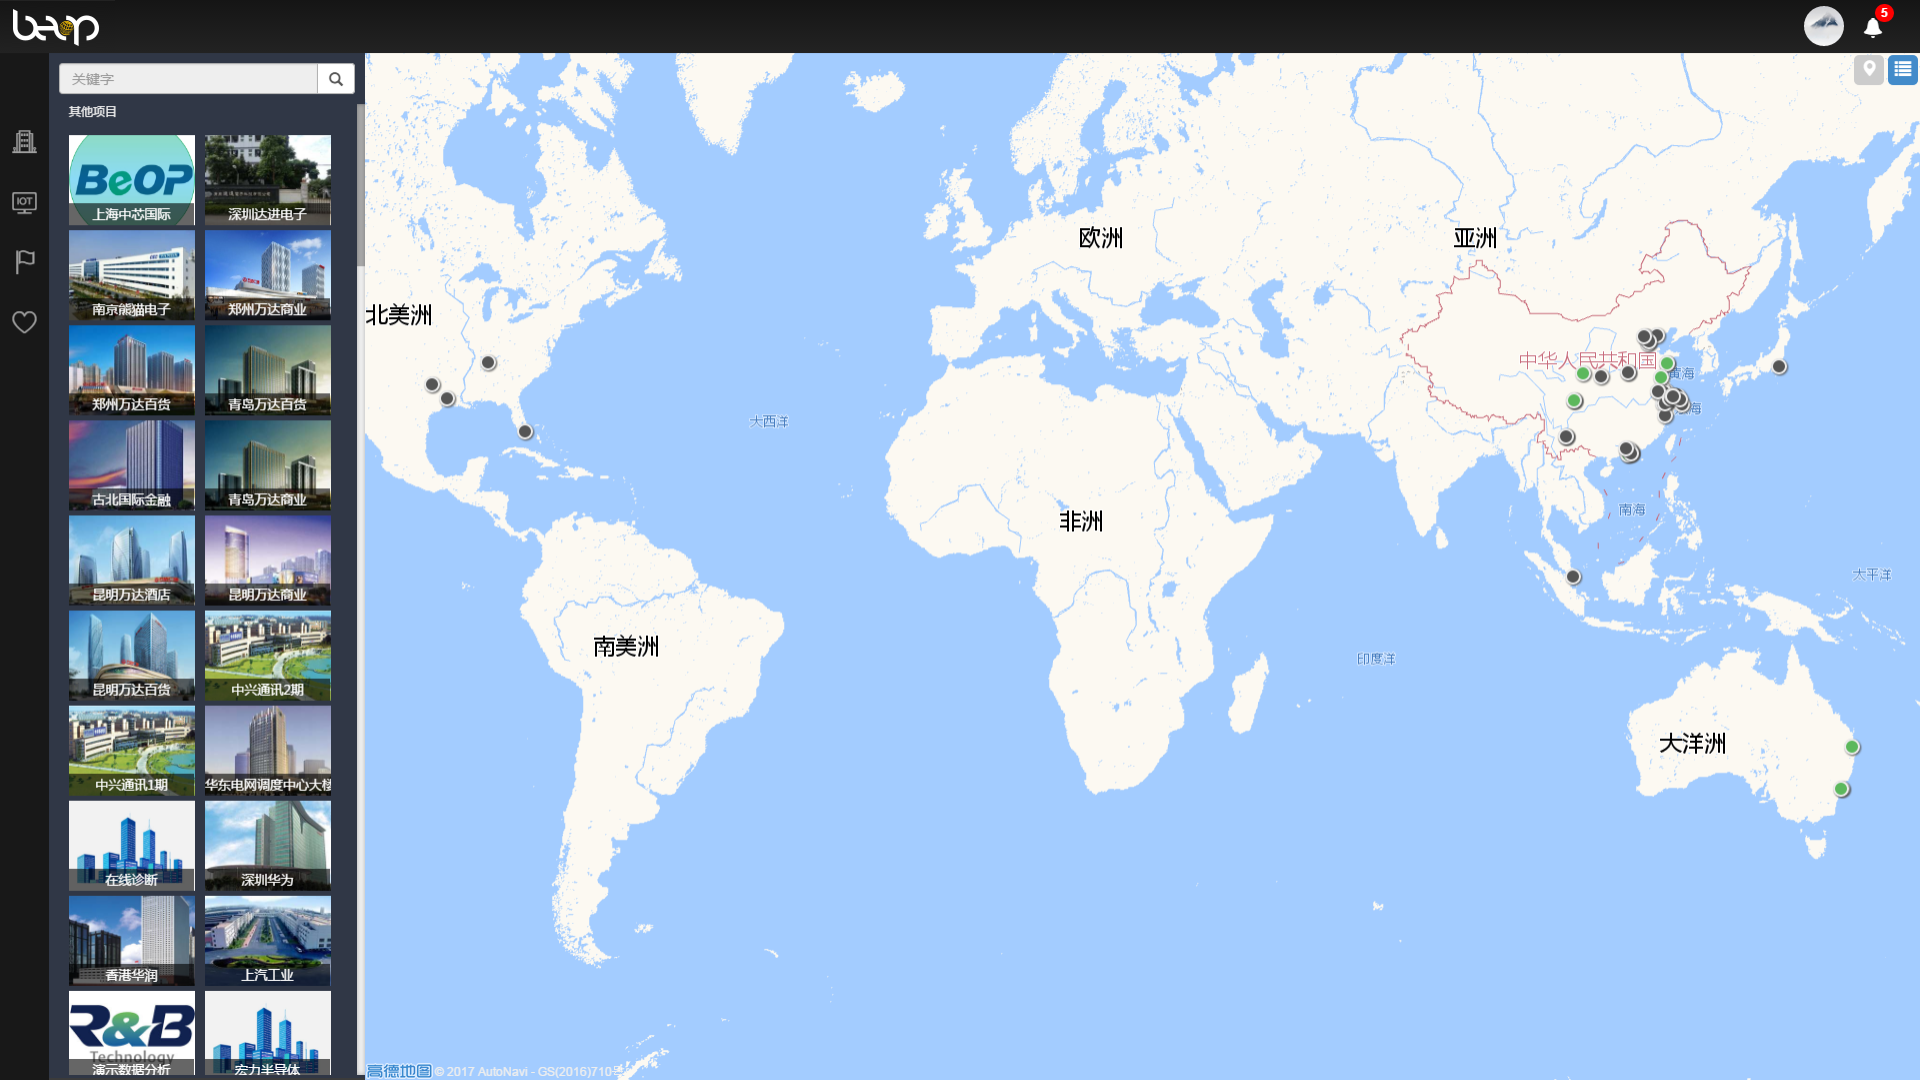 beop
5
关键字
其他项目
BeOP
上海中芯国际
深圳达进电子
南京熊猫电子
郑州万达商业
郑州万达百货
青岛万达百货
古北国际金融
青岛万达商业
昆明万达酒店
昆明万达商业
昆明万达百货
中兴通讯2期
中兴通讯1期
华东电网调度中心大楼
在线诊断
深圳华为
香港华润
上汽工业
R&B
Technology
演示数据分析
宏力半导体
IOT
欧洲
亚洲
北美洲
中华人民共和国
黄海
大西洋
海
非洲
南海
大平洋
南美洲
印度洋
大洋洲
高德地图 © 2017 AutoNavi - GS(2016)710号